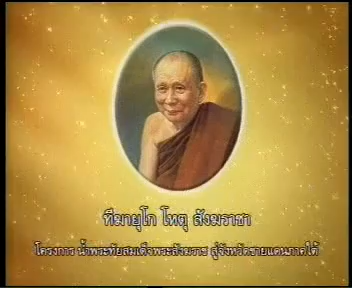 ทีฆายุโก โหตุ สังฆราชา
โครงการ น้ำพระทัยสมเด็จพระสังฆราช สู่จังหวัดชายแดนภาคใต้